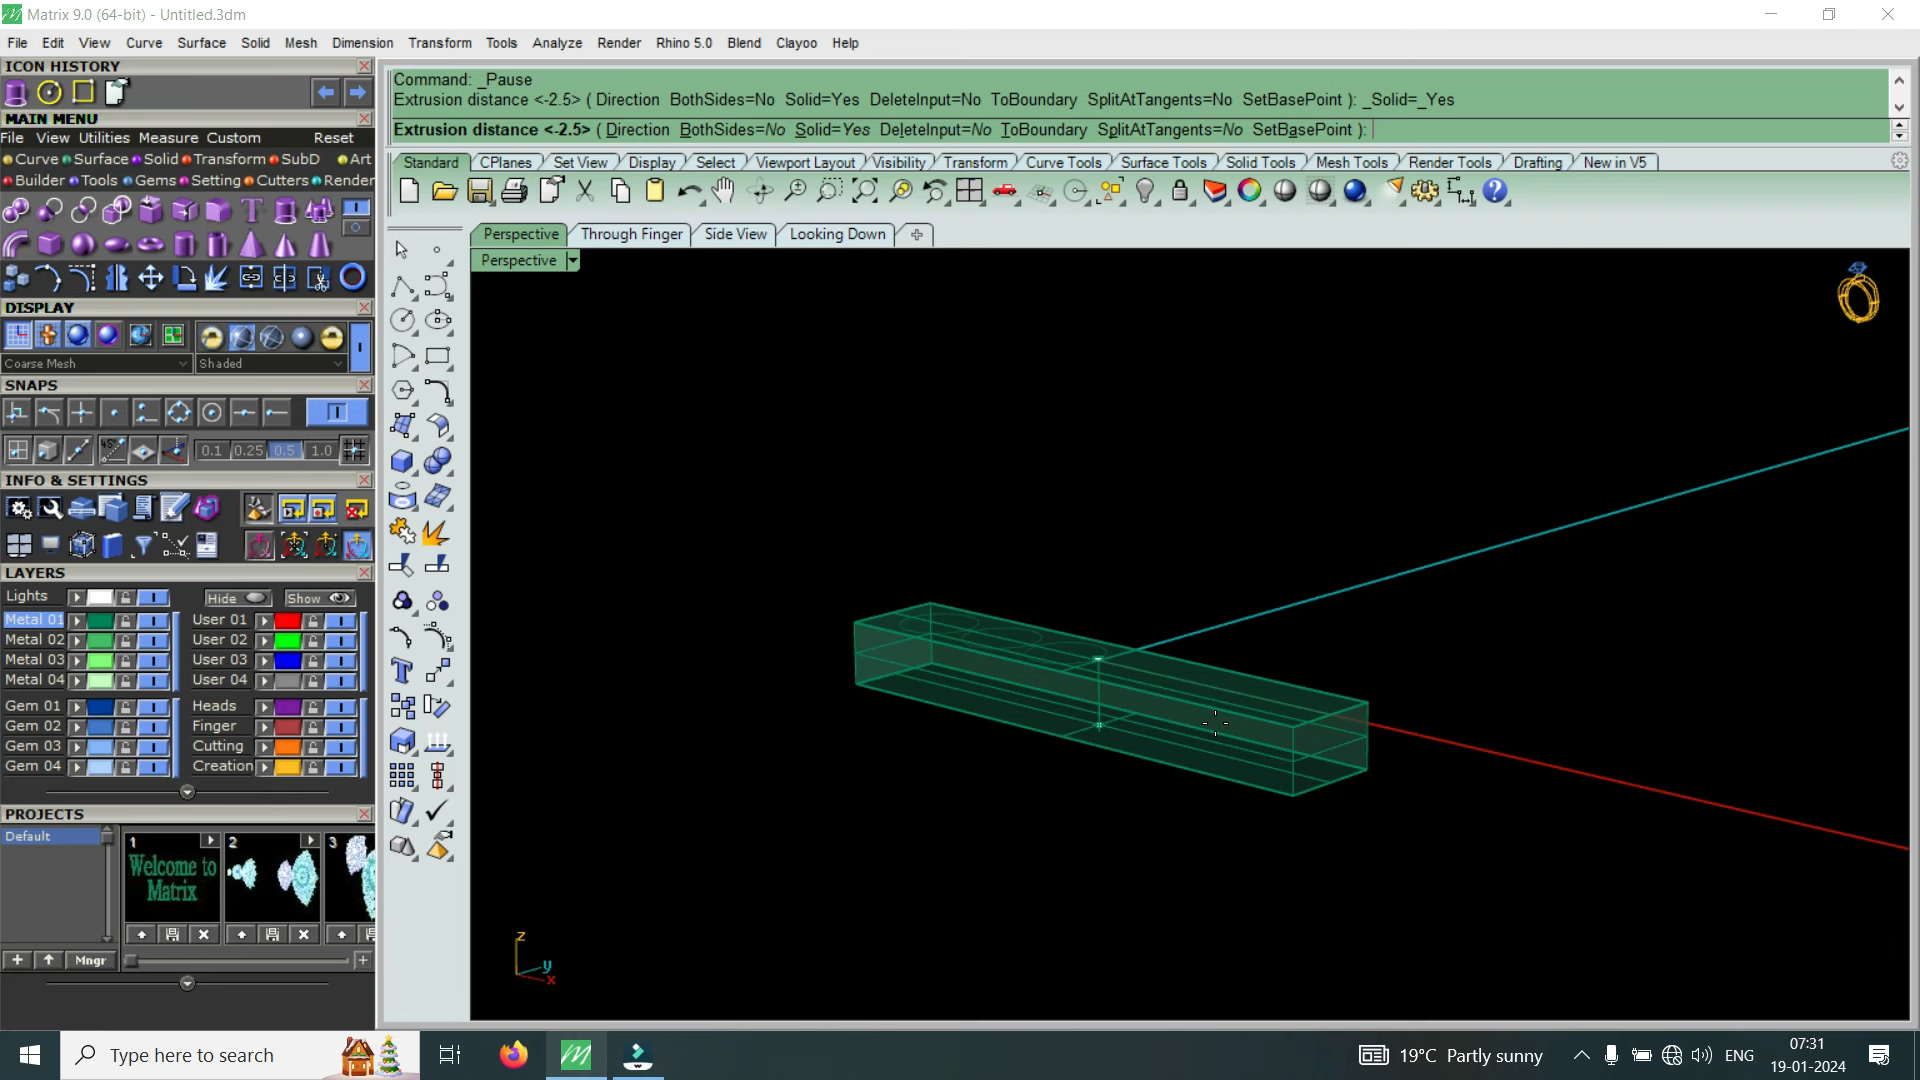 Matrix 9.0 (64-bit) - Untitled.3dm
File Edit View Curve Surface Solid Mesh Dimension Transform Tools Analyze Render Rhino 5.0 Blend Clayoo Help
ICON HISTORY
MAIN MENU
File View Utilities Measure Custom Reset
Curve Surface Solid Transform SubD Art
Builder Tools Gems Setting Cutters Render
DISPLAY
Coarse Mesh Shaded
SNAPS
0.1 0.25 0.5 1.0
INFO & SETTINGS
LAYERS
Lights Hide Show
Metal 01 User 01
Metal 02 User 02
Metal 03 User 03
Metal 04 User 04
Gem 01 Heads
Gem 02 Finger
Gem 03 Cutting
Gem 04 Creation
PROJECTS
Default
1 2 3
Welcome to
Matrix
Mngr
Command: _Pause
Extrusion distance <-2.5> ( Direction BothSides=No Solid=Yes DeleteInput=No ToBoundary SplitAtTangents=No SetBasePoint ): _Solid=_Yes
Extrusion distance <-2.5> ( Direction BothSides=No Solid=Yes DeleteInput=No ToBoundary SplitAtTangents=No SetBasePoint ):
Standard CPlanes Set View Display Select Viewport Layout Visibility Transform Curve Tools Surface Tools Solid Tools Mesh Tools Render Tools Drafting New in V5
Perspective Through Finger Side View Looking Down
Perspective
z
y
x
Type here to search
19°C Partly sunny
ENG
07:31
19-01-2024